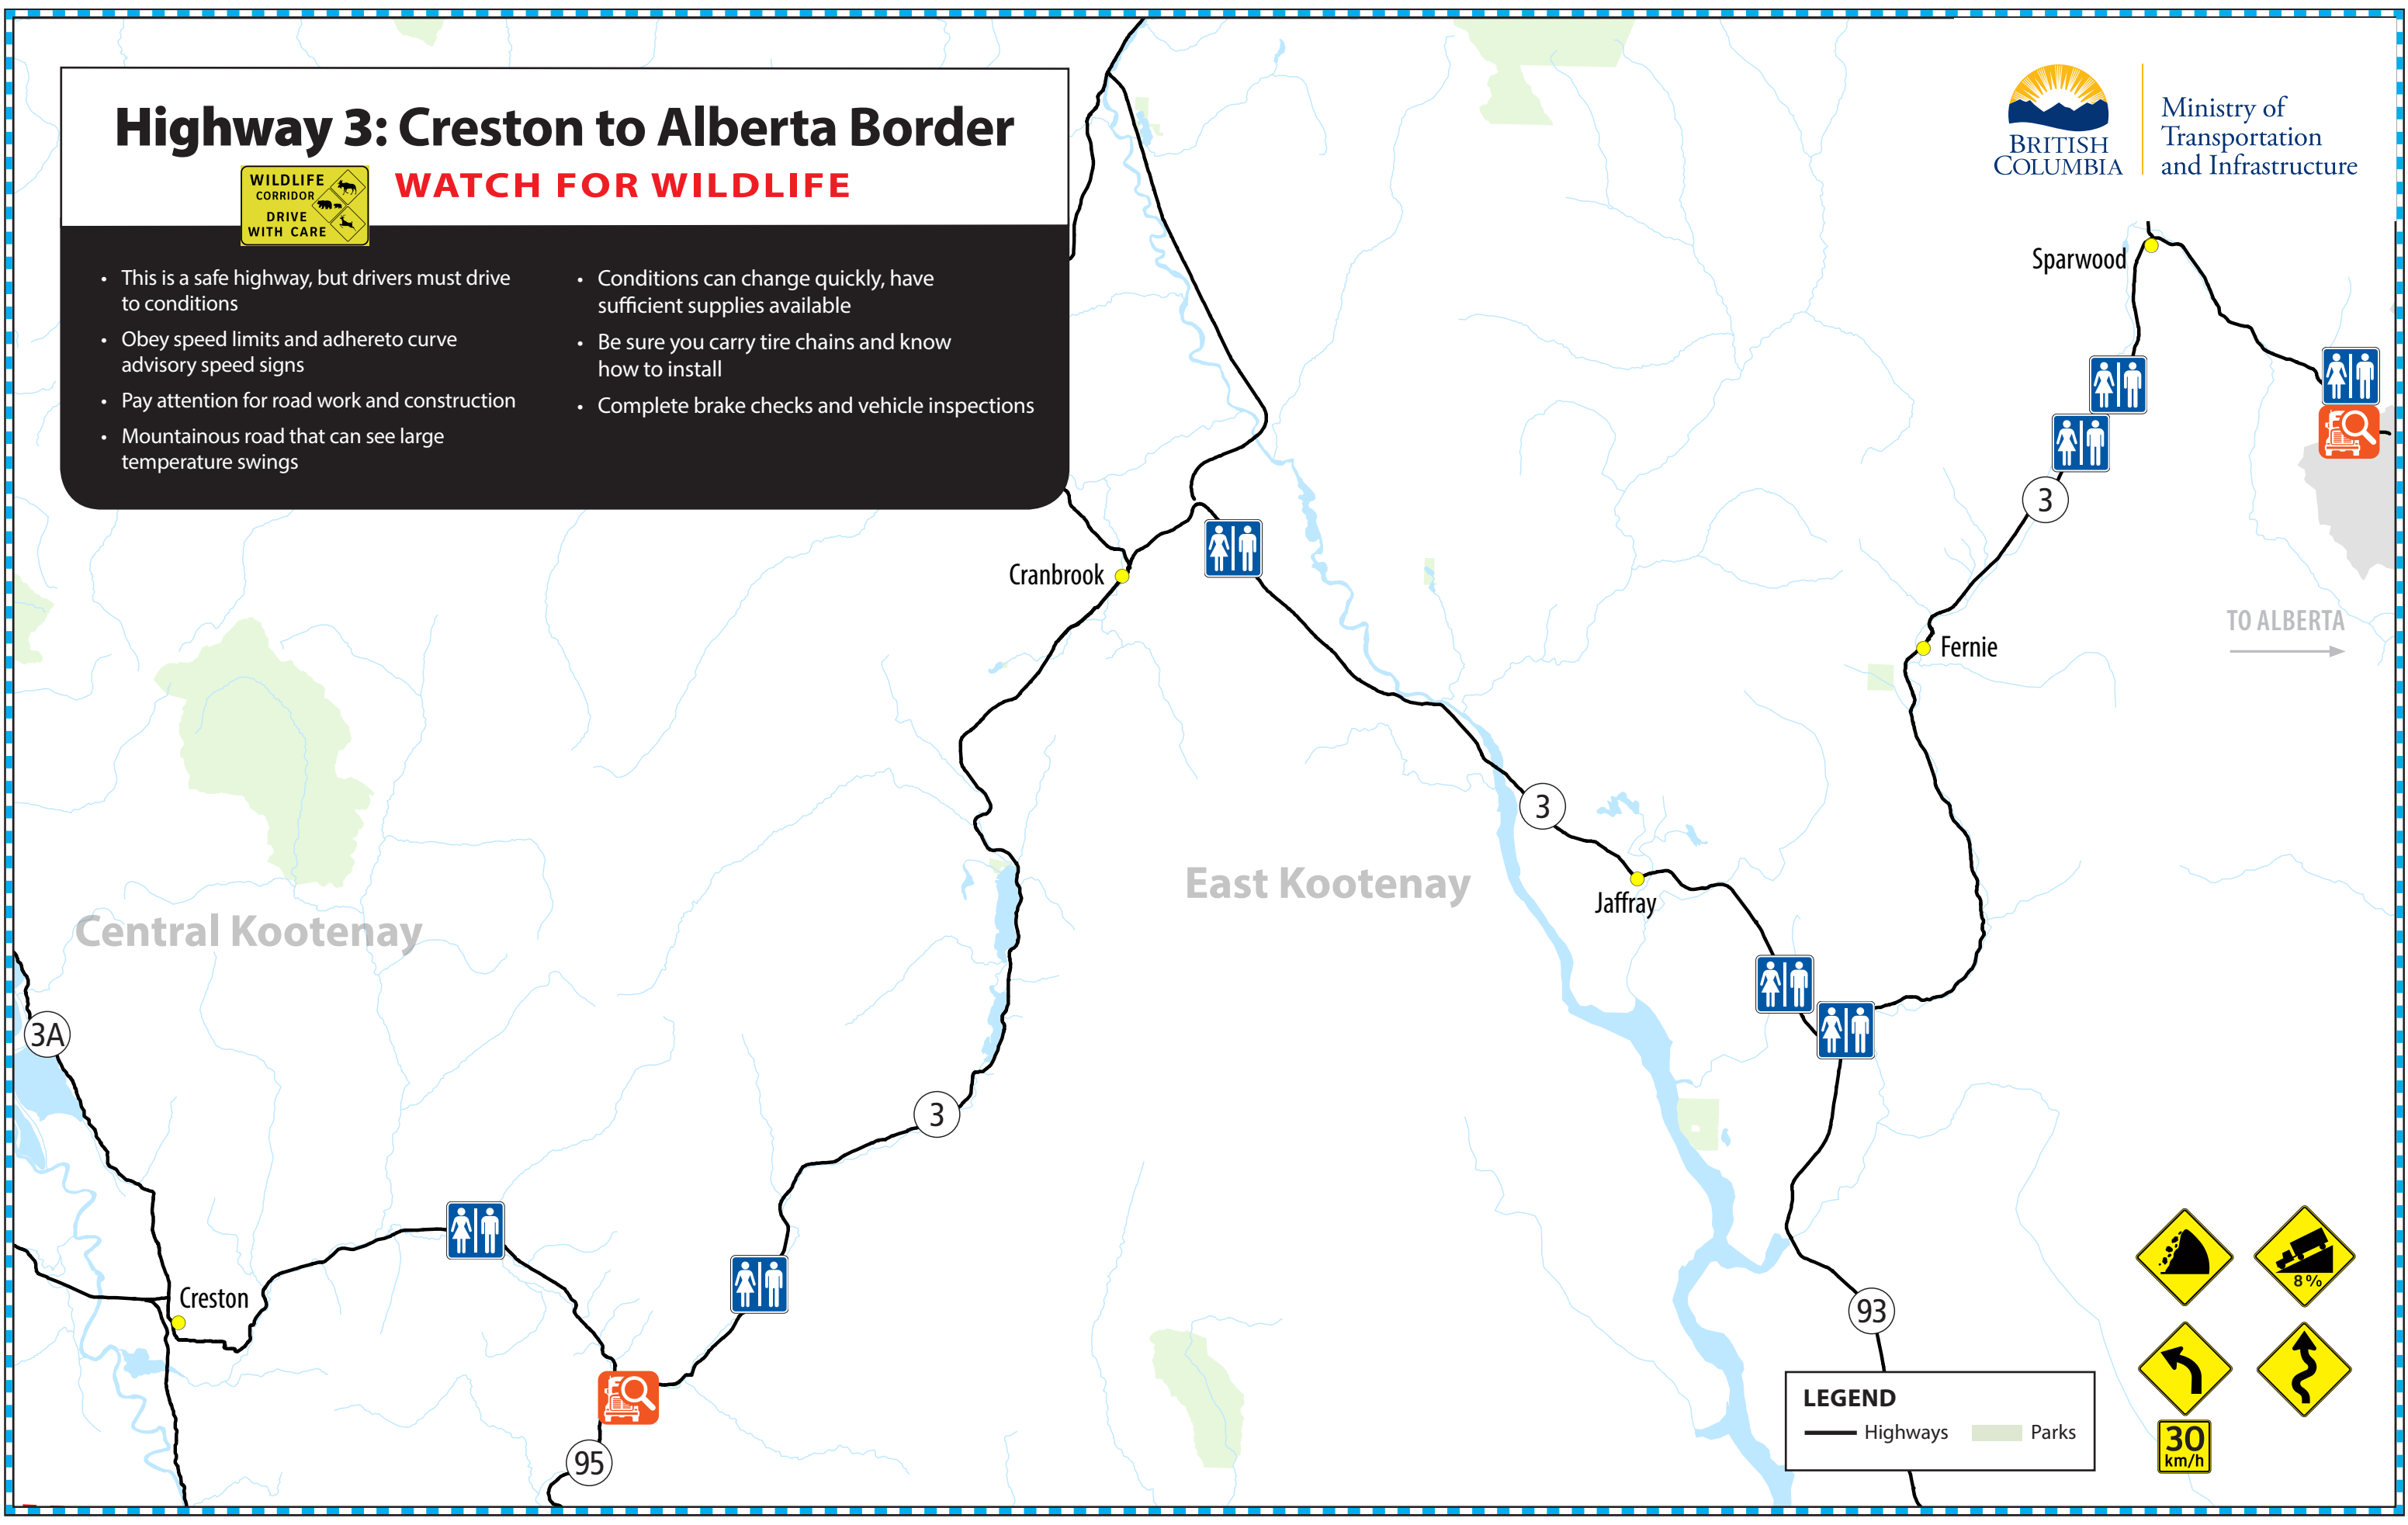 Highway 3: Creston to Alberta Border
WILDLIFE
CORRIDOR
DRIVE
WITH CARE
WATCH FOR WILDLIFE
• This is a safe highway, but drivers must drive
to conditions
• Obey speed limits and adhereto curve
advisory speed signs
• Pay attention for road work and construction
• Mountainous road that can see large
temperature swings
• Conditions can change quickly, have
sufficient supplies available
• Be sure you carry tire chains and know
how to install
• Complete brake checks and vehicle inspections
BRITISH
COLUMBIA
Ministry of
Transportation
and Infrastructure
Sparwood
3
Cranbrook
TO ALBERTA
Fernie
3
East Kootenay
Jaffray
Central Kootenay
3A
3
Creston
93
95
8%
LEGEND
Highways
Parks
30
km/h